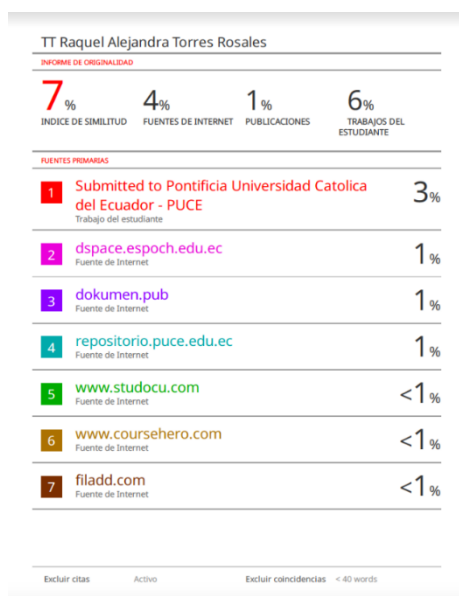 TT Raquel Alejandra Torres Rosales
INFORME DE ORIGINALIDAD
7% 4% 1% 6%
INDICE DE SIMILITUD FUENTES DE INTERNET PUBLICACIONES TRABAJOS DEL
ESTUDIANTE
FUENTES PRIMARIAS
1 Submitted to Pontificia Universidad Catolica
del Ecuador - PUCE 3%
Trabajo del estudiante
2 dspace.espoch.edu.ec 1%
Fuente de Internet
3 dokumen.pub 1%
Fuente de Internet
4 repositorio.puce.edu.ec 1%
Fuente de Internet
5 www.studocu.com <1%
Fuente de Internet
6 www.coursehero.com <1%
Fuente de Internet
7 filadd.com <1%
Fuente de Internet
Excluir citas Activo Excluir coincidencias < 40 words